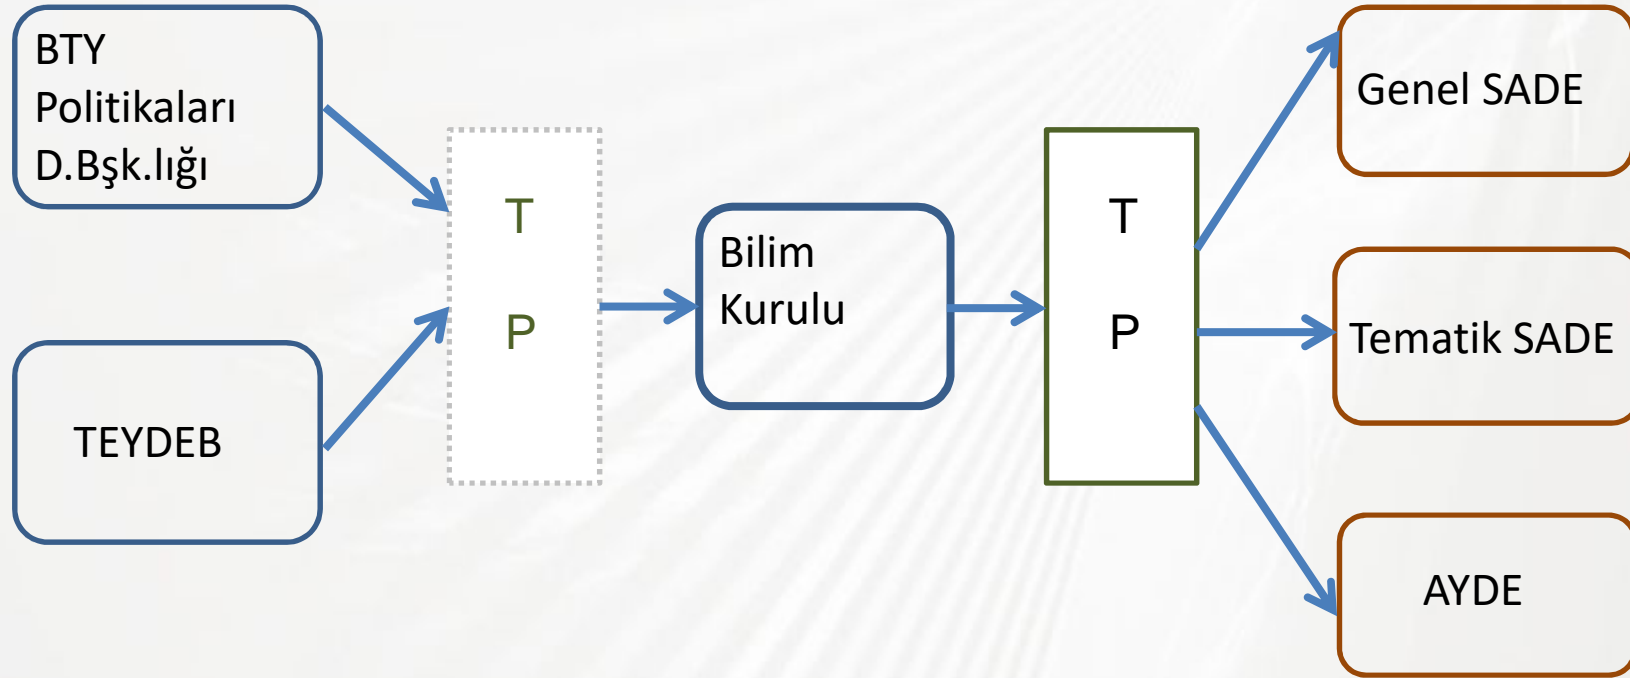 BTY
Politikaları
D.Bşk.lığı
TEYDEB
T
P
Bilim
Kurulu
T
P
Genel SADE
Tematik SADE
AYDE